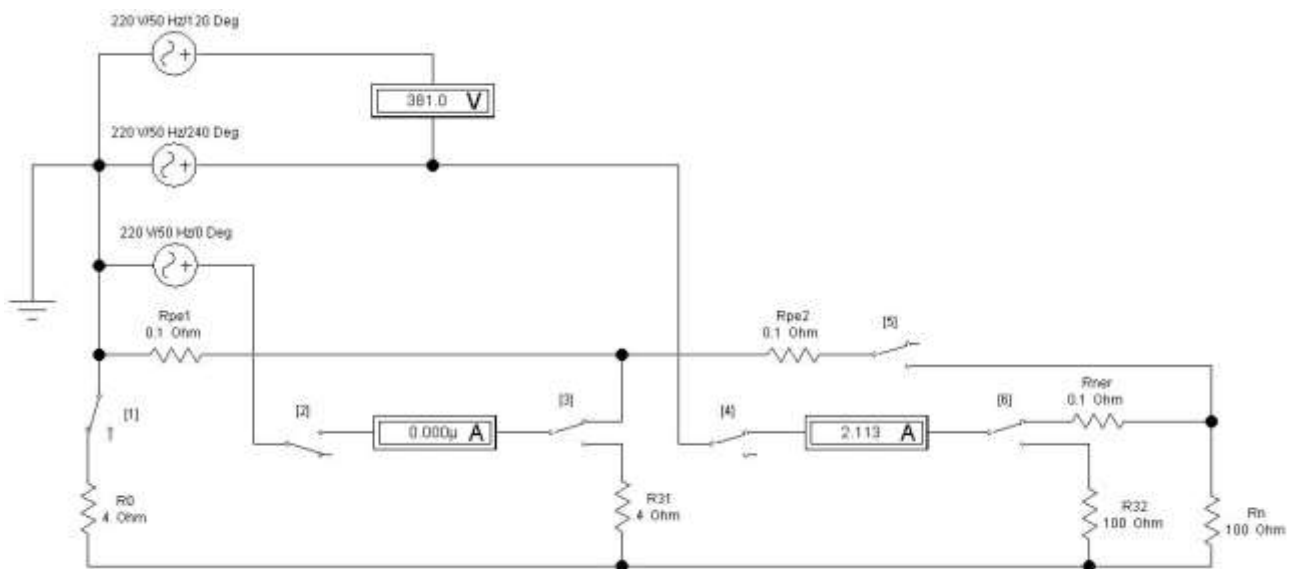 220 V/50 Hz/120 Deg
381.0 V
220 V/50 Hz/240 Deg
220 V/50 Hz/0 Deg
Rpe1
0.1 Ohm
Rpe2
0.1 Ohm
[5]
Rner
0.1 Ohm
[1]
[2]
0.000μ A
[3]
[4]
2.113 A
[6]
R0
4 Ohm
R31
4 Ohm
R32
100 Ohm
Rn
100 Ohm